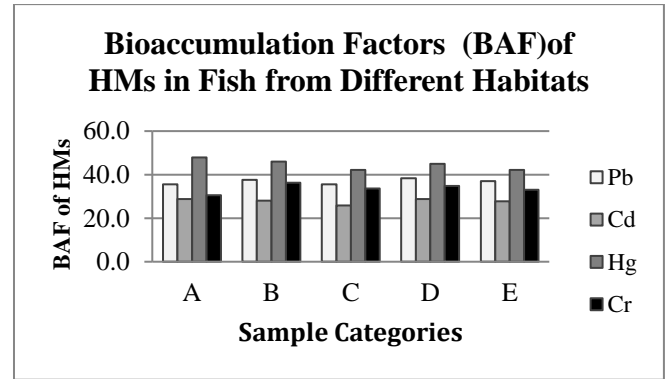 Bioaccumulation Factors (BAF)of
HMs in Fish from Different Habitats
BAF of HMs
60.0
40.0
20.0
0.0
A B C D E
Sample Categories
Pb
Cd
Hg
Cr